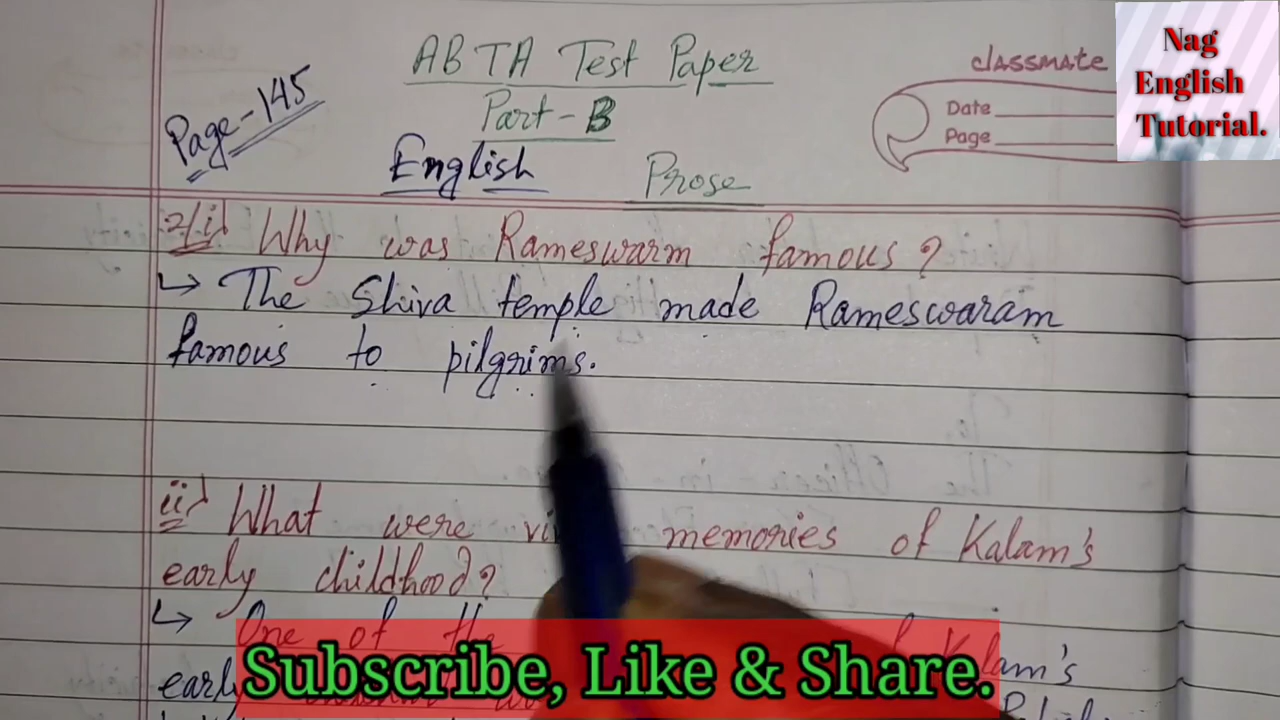 ABTA Test Paper
Page-145
Part-B
English Prose
classmate
Date
Page
Nag
English
Tutorial.
2/i) Why was Rameswarm famous?
↳ The Shiva temple made Rameswaram
famous to pilgrims.
ii) What were memories of Kalam's
early childhood?
↳ One of the Kalam's
early
Subscribe, Like & Share.